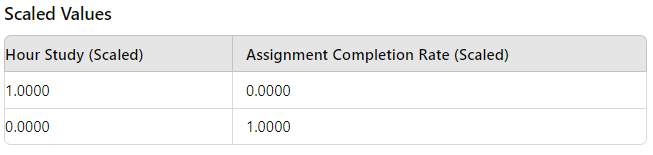 Scaled Values
Hour Study (Scaled) Assignment Completion Rate (Scaled)
1.0000 0.0000
0.0000 1.0000